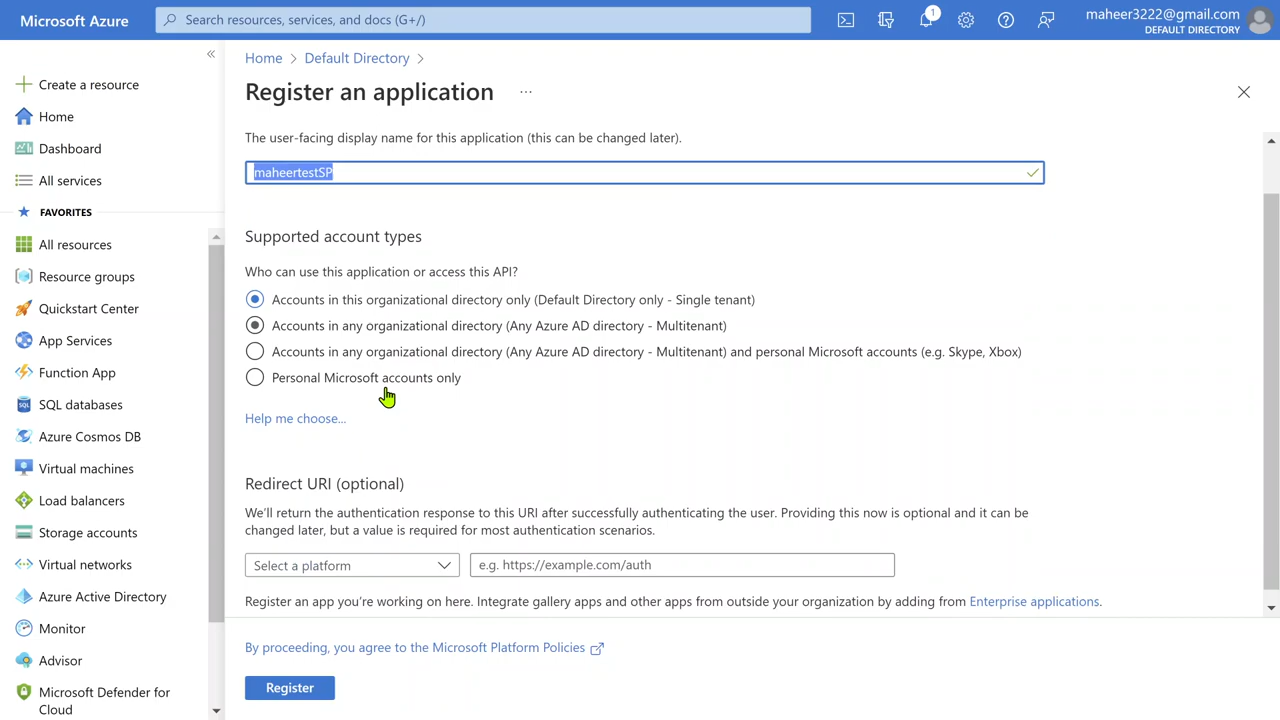 Microsoft Azure
Search resources, services, and docs (G+/)
1
maheer3222@gmail.com
DEFAULT DIRECTORY
«
Create a resource
Home
Dashboard
All services
FAVORITES
All resources
Resource groups
Quickstart Center
App Services
Function App
SQL databases
Azure Cosmos DB
Virtual machines
Load balancers
Storage accounts
Virtual networks
Azure Active Directory
Monitor
Advisor
Microsoft Defender for
Cloud
Home > Default Directory >
Register an application ...
The user-facing display name for this application (this can be changed later).
maheertestSP
Supported account types
Who can use this application or access this API?
Accounts in this organizational directory only (Default Directory only - Single tenant)
Accounts in any organizational directory (Any Azure AD directory - Multitenant)
Accounts in any organizational directory (Any Azure AD directory - Multitenant) and personal Microsoft accounts (e.g. Skype, Xbox)
Personal Microsoft accounts only
Help me choose...
Redirect URI (optional)
We'll return the authentication response to this URI after successfully authenticating the user. Providing this now is optional and it can be
changed later, but a value is required for most authentication scenarios.
Select a platform
e.g. https://example.com/auth
Register an app you're working on here. Integrate gallery apps and other apps from outside your organization by adding from Enterprise applications.
By proceeding, you agree to the Microsoft Platform Policies
Register